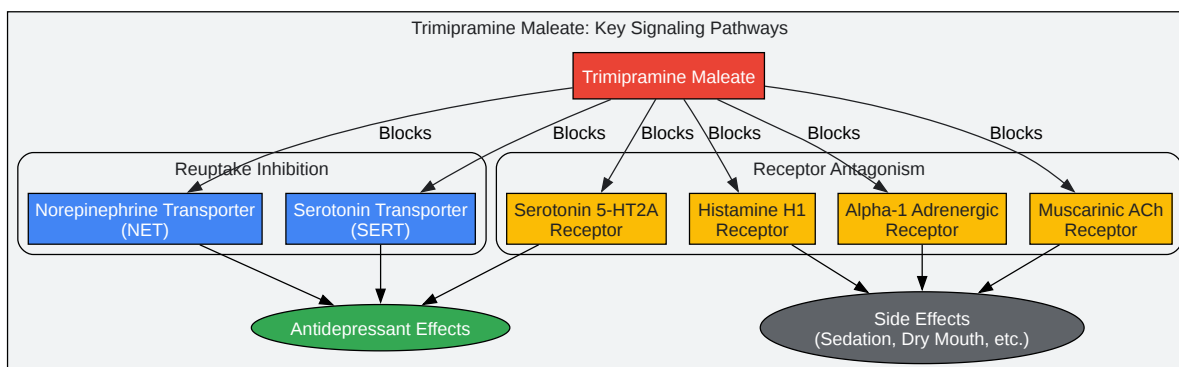 Trimipramine Maleate: Key Signaling Pathways
Trimipramine Maleate
Blocks
Blocks
Blocks
Blocks
Blocks
Blocks
Reuptake Inhibition
Receptor Antagonism
Norepinephrine Transporter
(NET)
Serotonin Transporter
(SERT)
Serotonin 5-HT2A
Receptor
Histamine H1
Receptor
Alpha-1 Adrenergic
Receptor
Muscarinic ACh
Receptor
Antidepressant Effects
Side Effects
(Sedation, Dry Mouth, etc.)